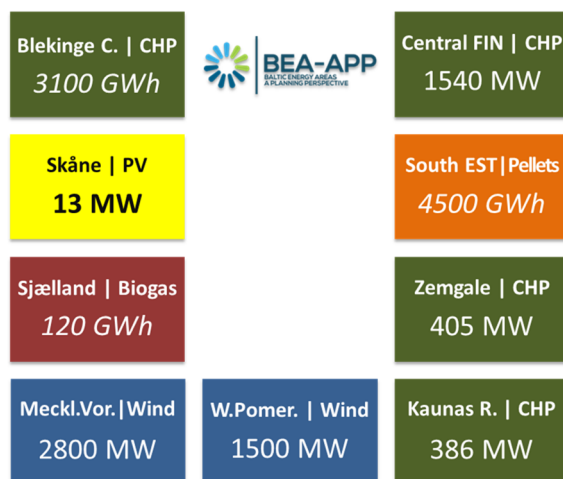 Blekinge C. | CHP
3100 GWh
BEA-APP
BALTIC ENERGY AREAS
A PLANNING PERSPECTIVE
Central FIN | CHP
1540 MW
Skåne | PV
13 MW
South EST|Pellets
4500 GWh
Sjælland | Biogas
120 GWh
Zemgale | CHP
405 MW
Meckl.Vor.|Wind
2800 MW
W.Pomer. | Wind
1500 MW
Kaunas R. | CHP
386 MW